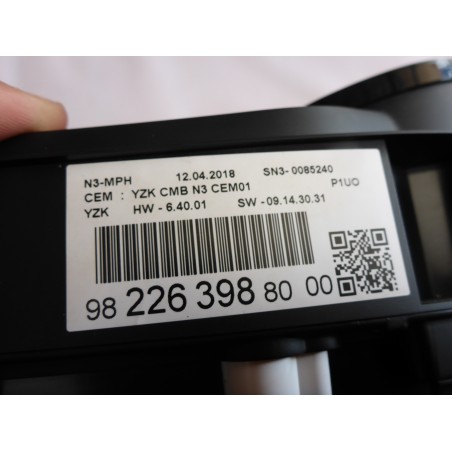 N3-MPH 12.04.2018 SN3- 0085240
CEM : YZK CMB N3 CEM01 P1UO
YZK HW - 6.40.01 SW - 09.14.30.31
98 226 398 80 00